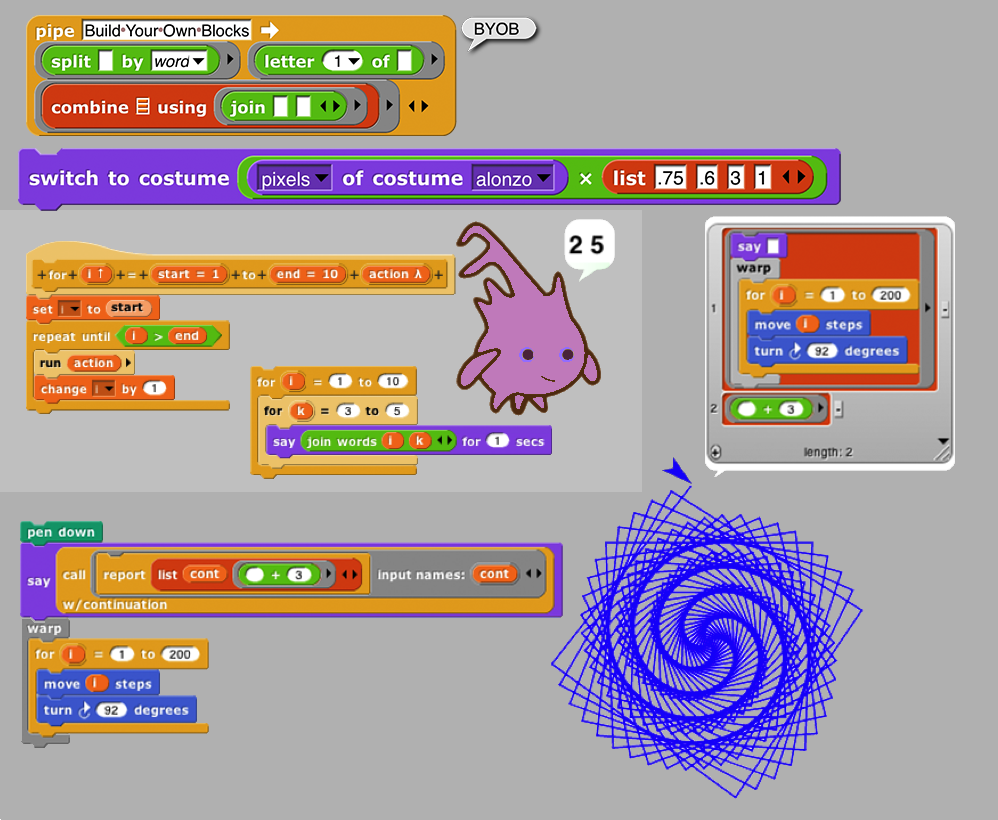 pipe Build Your Own Blocks
BYOB
split by word letter 1 of
combine using join
switch to costume pixels of costume alonzo × list .75 .6 3 1
+ for + i ↑ + = + start = 1 + to + end = 10 + action λ +
set i to start
repeat until i > end
run action
change i by 1
for i = 1 to 10
for k = 3 to 5
say join words i k for 1 secs
2 5
say
warp
1
for i = 1 to 200
move i steps
turn 92 degrees
2 + 3
length: 2
pen down
say call report list cont + 3 input names: cont
w/continuation
warp
for i = 1 to 200
move i steps
turn 92 degrees